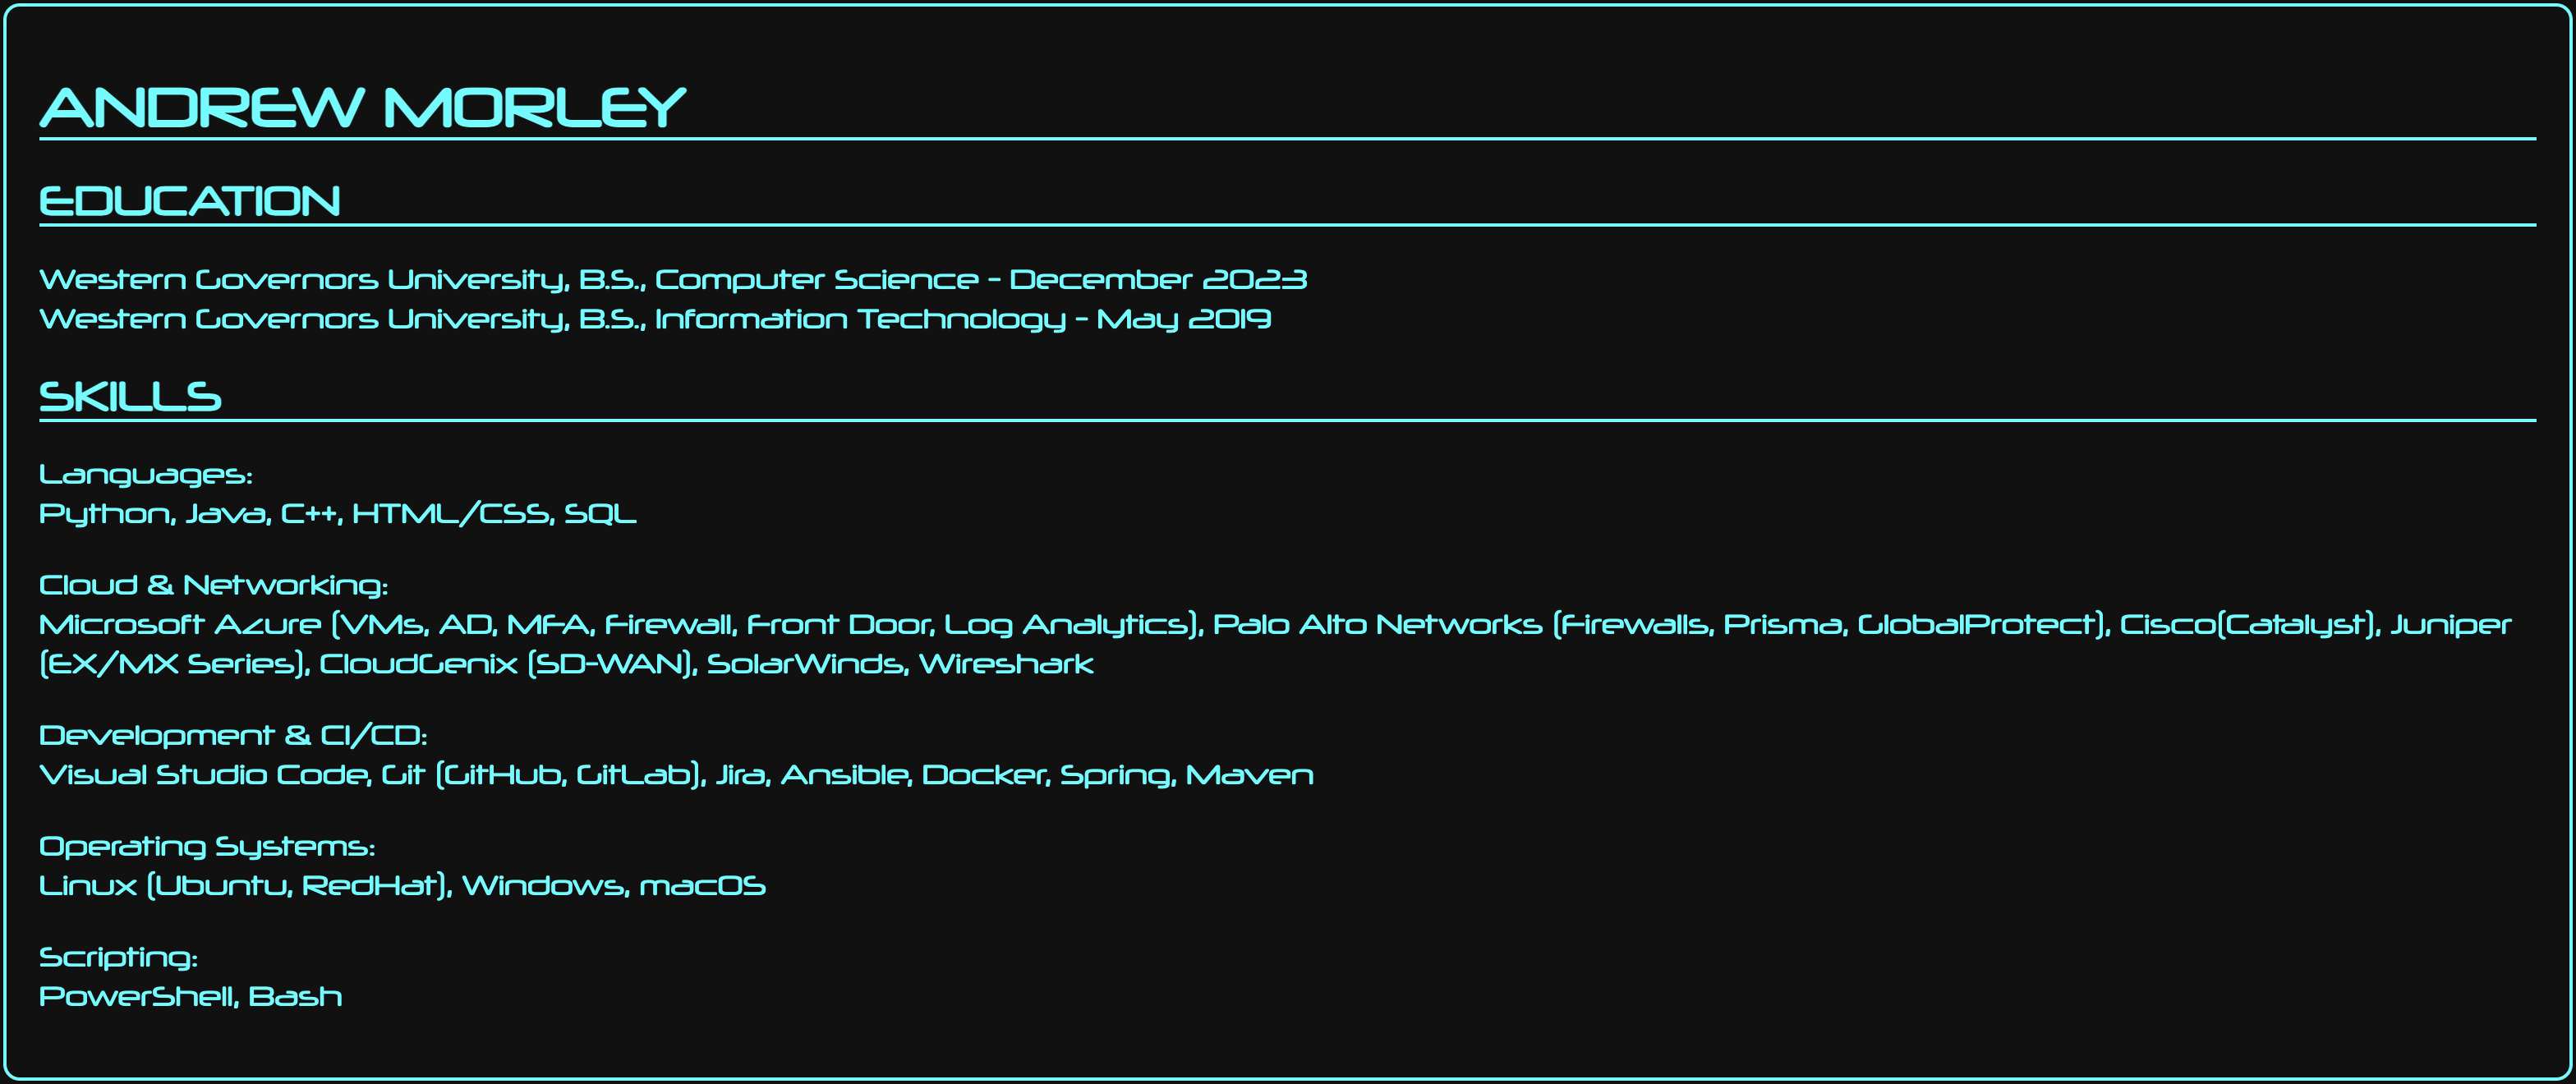 ANDREW MORLEY
EDUCATION
Western Governors University, B.S., Computer Science - December 2023
Western Governors University, B.S., Information Technology - May 2019
SKILLS
Languages:
Python, Java, C++, HTML/CSS, SQL
Cloud & Networking:
Microsoft Azure (VMs, AD, MFA, Firewall, Front Door, Log Analytics), Palo Alto Networks (Firewalls, Prisma, GlobalProtect), Cisco(Catalyst), Juniper
(EX/MX Series), CloudGenix (SD-WAN), SolarWinds, Wireshark
Development & CI/CD:
Visual Studio Code, Git (GitHub, GitLab), Jira, Ansible, Docker, Spring, Maven
Operating Systems:
Linux (Ubuntu, RedHat), Windows, macOS
Scripting:
PowerShell, Bash